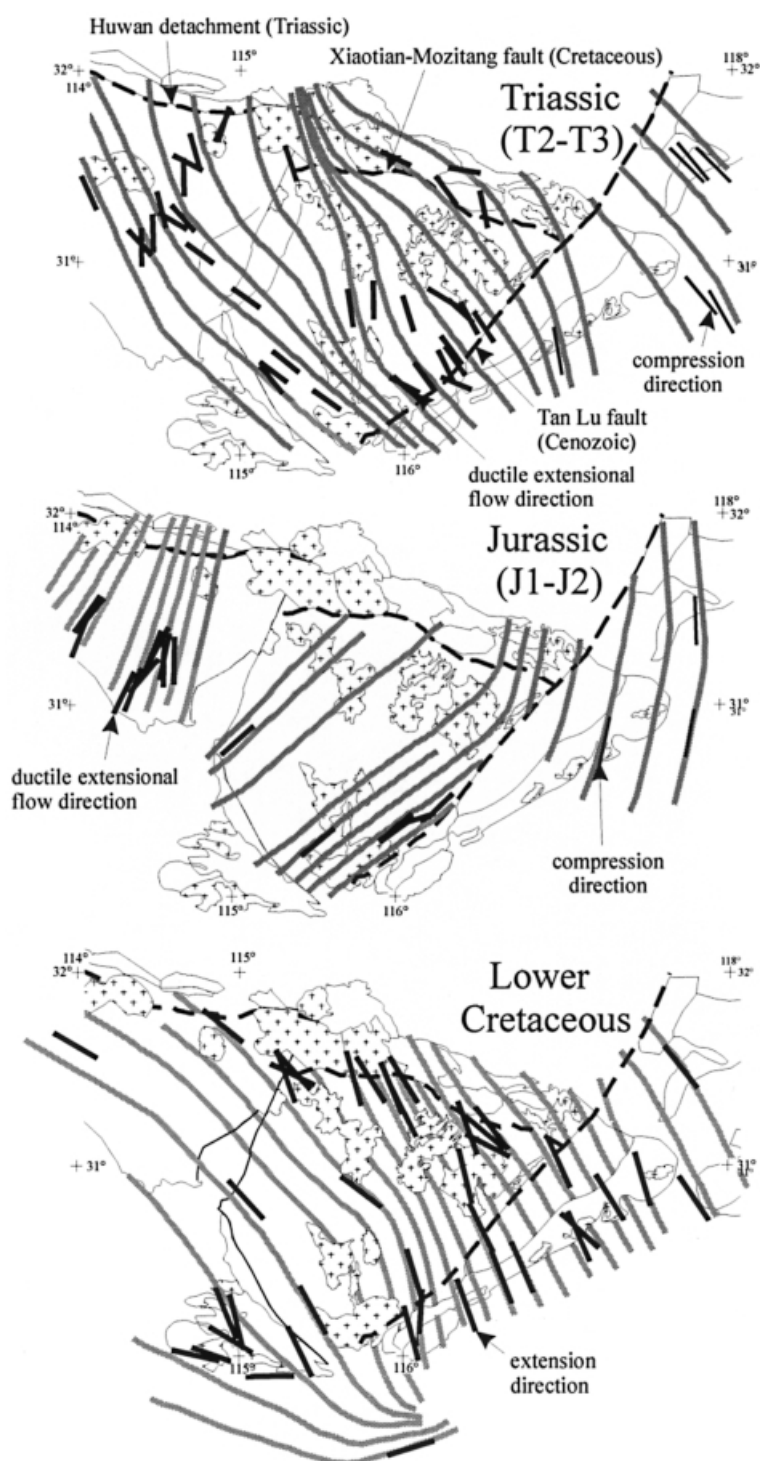 Huwan detachment (Triassic)
Xiaotian-Mozitang fault (Cretaceous)
32°
114°
115°
118°
32°
Triassic
(T2-T3)
31°
31°
compression
direction
Tan Lu fault
(Cenozoic)
115°
116°
ductile extensional
flow direction
32°
114°
118°
32°
Jurassic
(J1-J2)
31°
31°
ductile extensional
flow direction
compression
direction
115°
116°
114°
32°
115°
118°
32°
Lower
Cretaceous
31°
31°
115°
116°
extension
direction